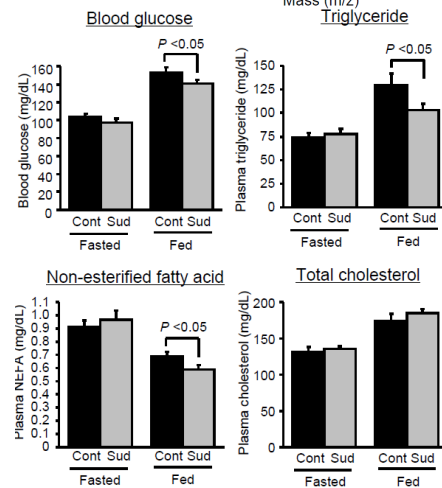 Mass (m/z)
Blood glucose
Blood glucose (mg/dL)
160
140
120
100
80
60
40
20
0
P <0.05
Cont Sud Cont Sud
Fasted Fed
Triglyceride
Plasma triglyceride (mg/dL)
150
125
100
75
50
25
0
P <0.05
Cont Sud Cont Sud
Fasted Fed
Non-esterified fatty acid
Plasma NEFA (mg/dL)
1.1
1.0
0.9
0.8
0.7
0.6
0.5
0.4
0.3
0.2
0.1
0
P <0.05
Cont Sud Cont Sud
Fasted Fed
Total cholesterol
Plasma cholesterol (mg/dL)
200
150
100
50
0
Cont Sud Cont Sud
Fasted Fed